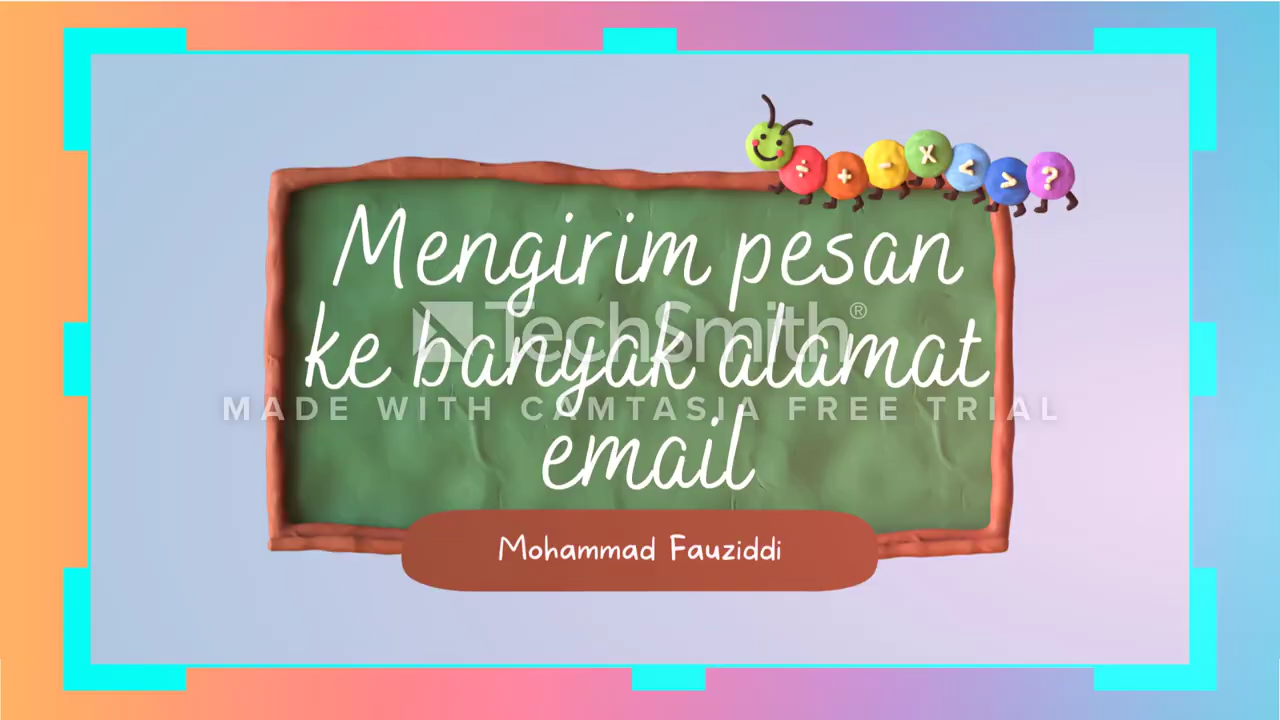 ÷ + - × < > ?
Mengirim pesan
ke banyak alamat
email
TechSmith®
MADE WITH CAMTASIA FREE TRIAL
Mohammad Fauziddi